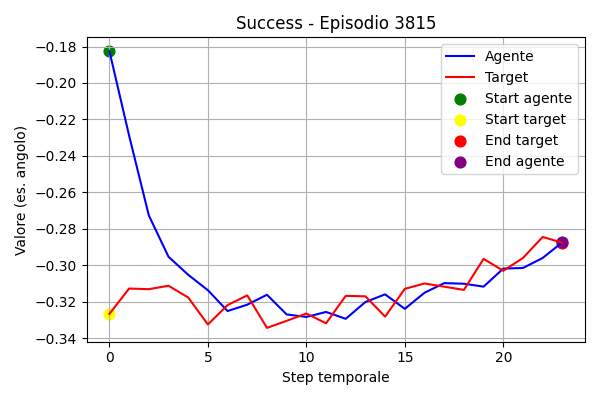 Success - Episodio 3815
Valore (es. angolo)
−0.18
−0.20
−0.22
−0.24
−0.26
−0.28
−0.30
−0.32
−0.34
Agente
Target
Start agente
Start target
End target
End agente
0
5
10
15
20
Step temporale